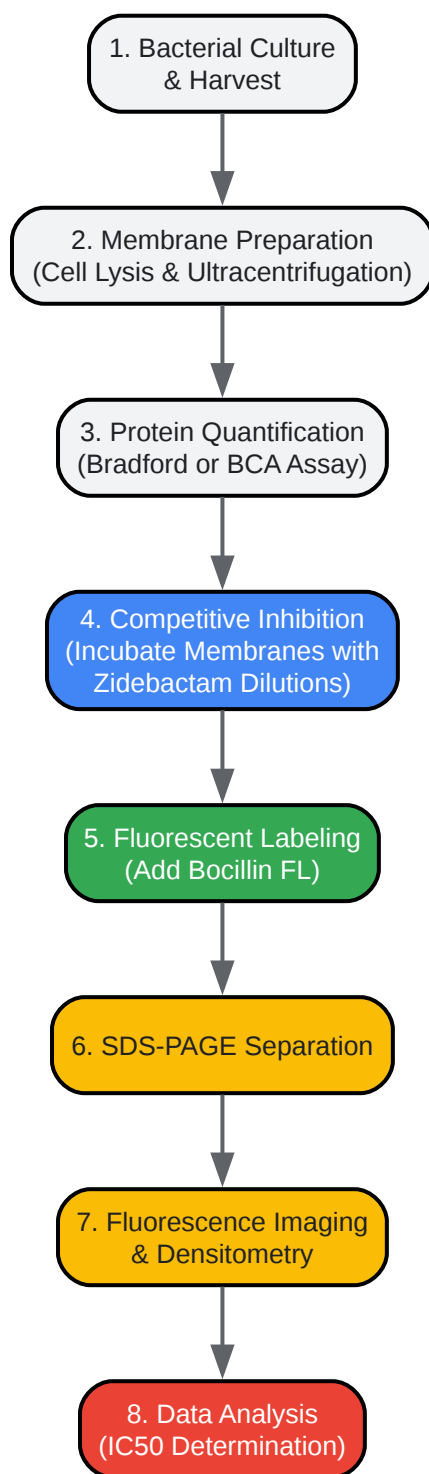 1. Bacterial Culture
& Harvest
2. Membrane Preparation
(Cell Lysis & Ultracentrifugation)
3. Protein Quantification
(Bradford or BCA Assay)
4. Competitive Inhibition
(Incubate Membranes with
Zidebactam Dilutions)
5. Fluorescent Labeling
(Add Bocillin FL)
6. SDS-PAGE Separation
7. Fluorescence Imaging
& Densitometry
8. Data Analysis
(IC50 Determination)